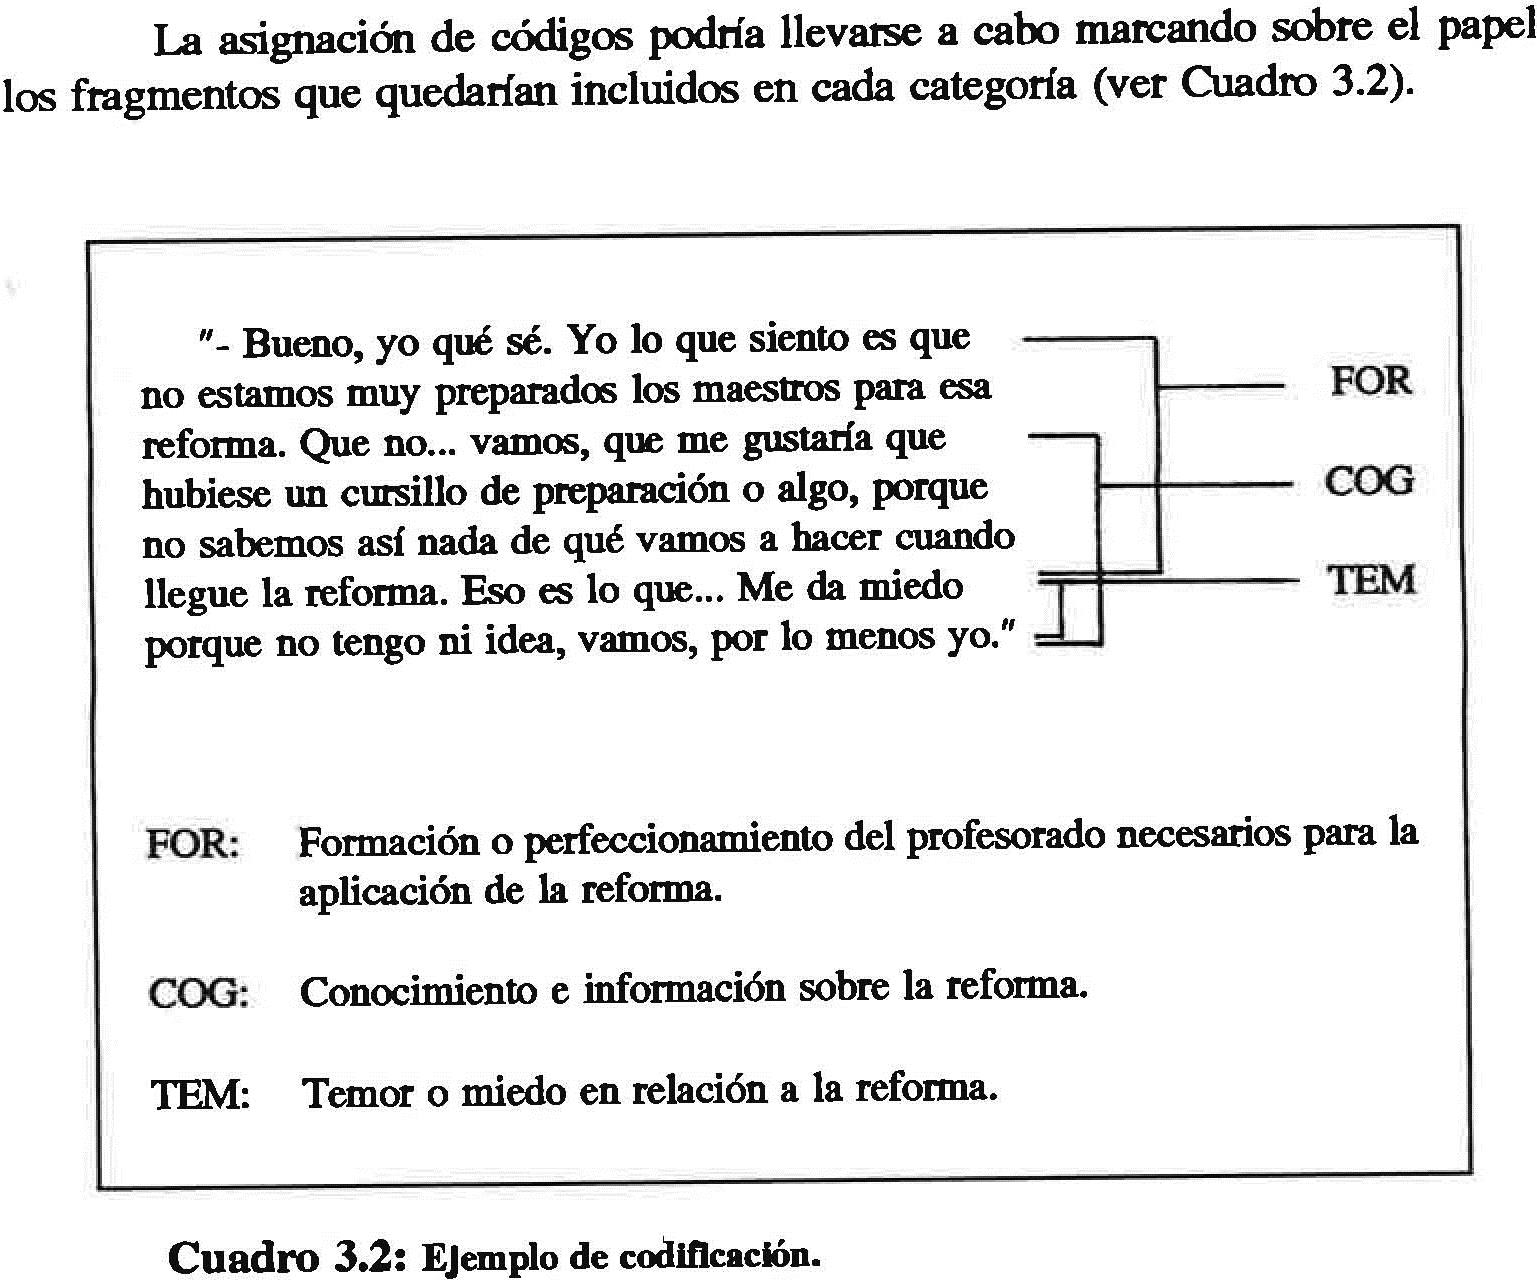 La asignación de códigos podría llevarse a cabo marcando sobre el papel
los fragmentos que quedarían incluidos en cada categoría (ver Cuadro 3.2).
"- Bueno, yo qué sé. Yo lo que siento es que
no estamos muy preparados los maestros para esa
reforma. Que no... vamos, que me gustaría que
hubiese un cursillo de preparación o algo, porque
no sabemos así nada de qué vamos a hacer cuando
llegue la reforma. Eso es lo que... Me da miedo
porque no tengo ni idea, vamos, por lo menos yo."
FOR
COG
TEM
FOR: Formación o perfeccionamiento del profesorado necesarios para la
aplicación de la reforma.
COG: Conocimiento e información sobre la reforma.
TEM: Temor o miedo en relación a la reforma.
Cuadro 3.2: Ejemplo de codificación.